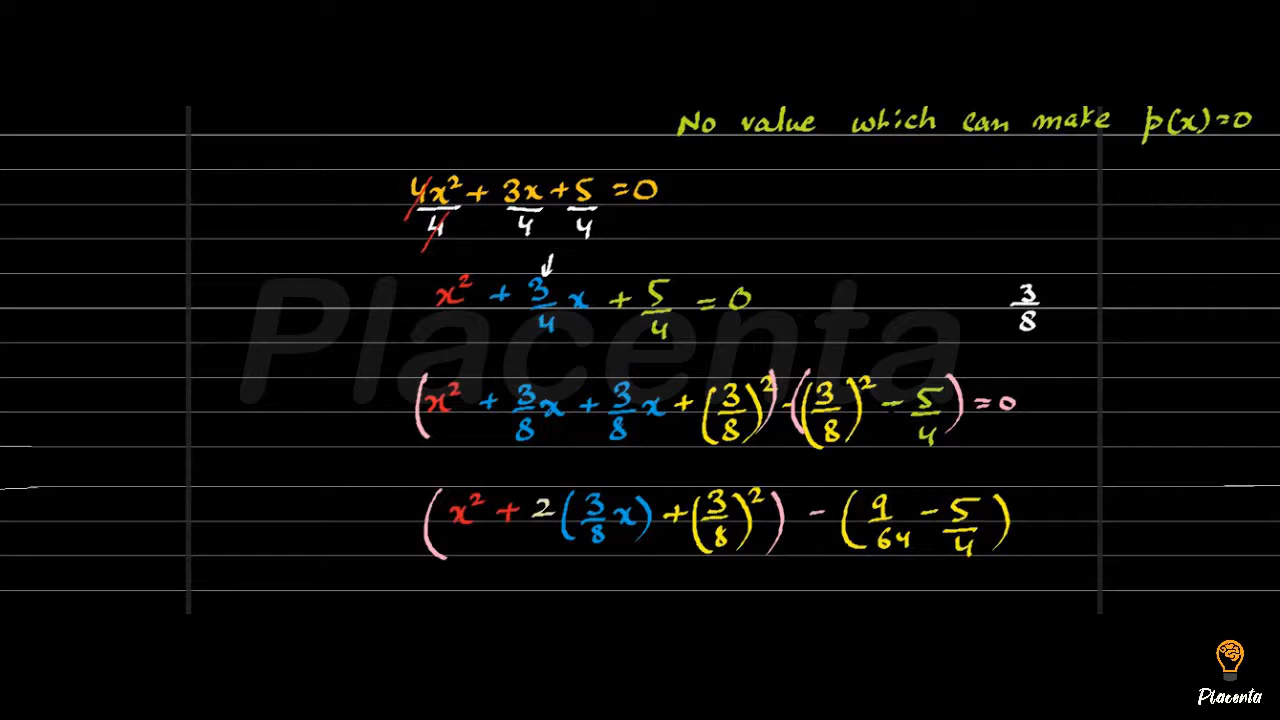 No value which can make p(x)=0
4x²/4 + 3x/4 + 5/4 = 0
x² + 3/4 x + 5/4 = 0
3/8
(x² + 3/8 x + 3/8 x + (3/8)²) - ((3/8)² - 5/4) = 0
(x² + 2(3/8 x) + (3/8)²) - (9/64 - 5/4)
Placenta
Placenta